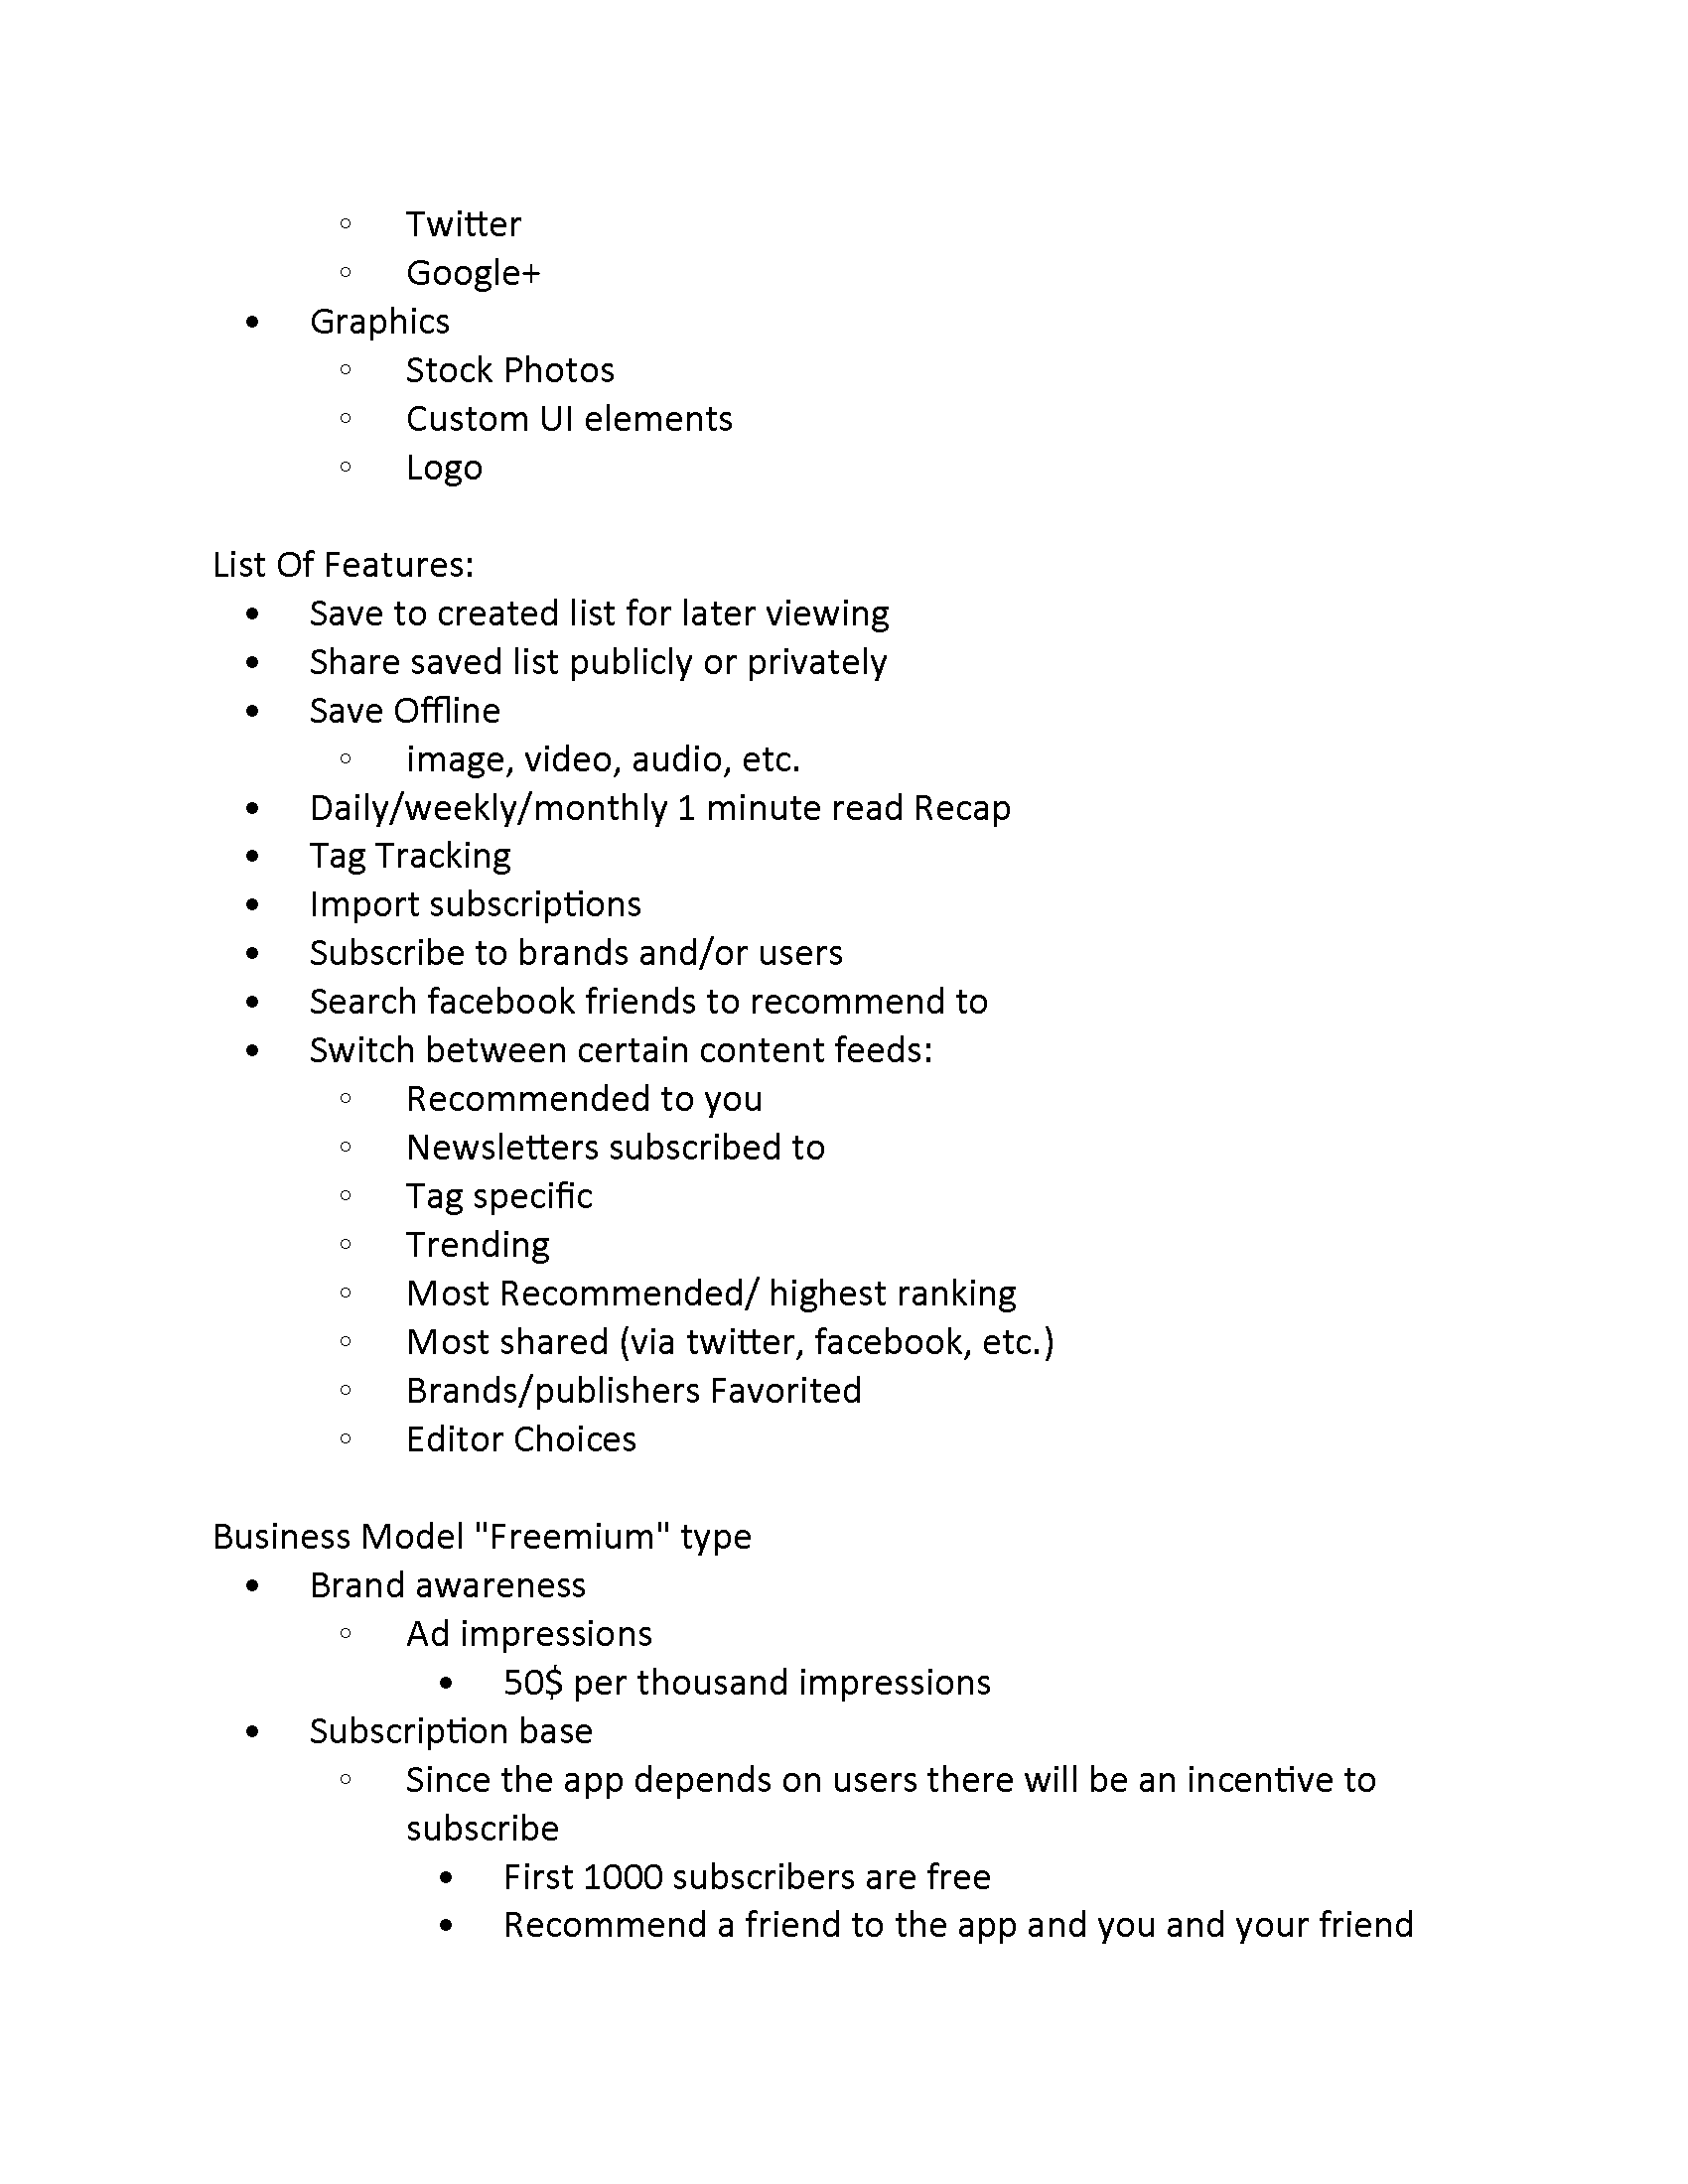 ◦ Twitter
◦ Google+
• Graphics
◦ Stock Photos
◦ Custom UI elements
◦ Logo
List Of Features:
• Save to created list for later viewing
• Share saved list publicly or privately
• Save Offline
◦ image, video, audio, etc.
• Daily/weekly/monthly 1 minute read Recap
• Tag Tracking
• Import subscriptions
• Subscribe to brands and/or users
• Search facebook friends to recommend to
• Switch between certain content feeds:
◦ Recommended to you
◦ Newsletters subscribed to
◦ Tag specific
◦ Trending
◦ Most Recommended/ highest ranking
◦ Most shared (via twitter, facebook, etc.)
◦ Brands/publishers Favorited
◦ Editor Choices
Business Model "Freemium" type
• Brand awareness
◦ Ad impressions
• 50$ per thousand impressions
• Subscription base
◦ Since the app depends on users there will be an incentive to
subscribe
• First 1000 subscribers are free
• Recommend a friend to the app and you and your friend